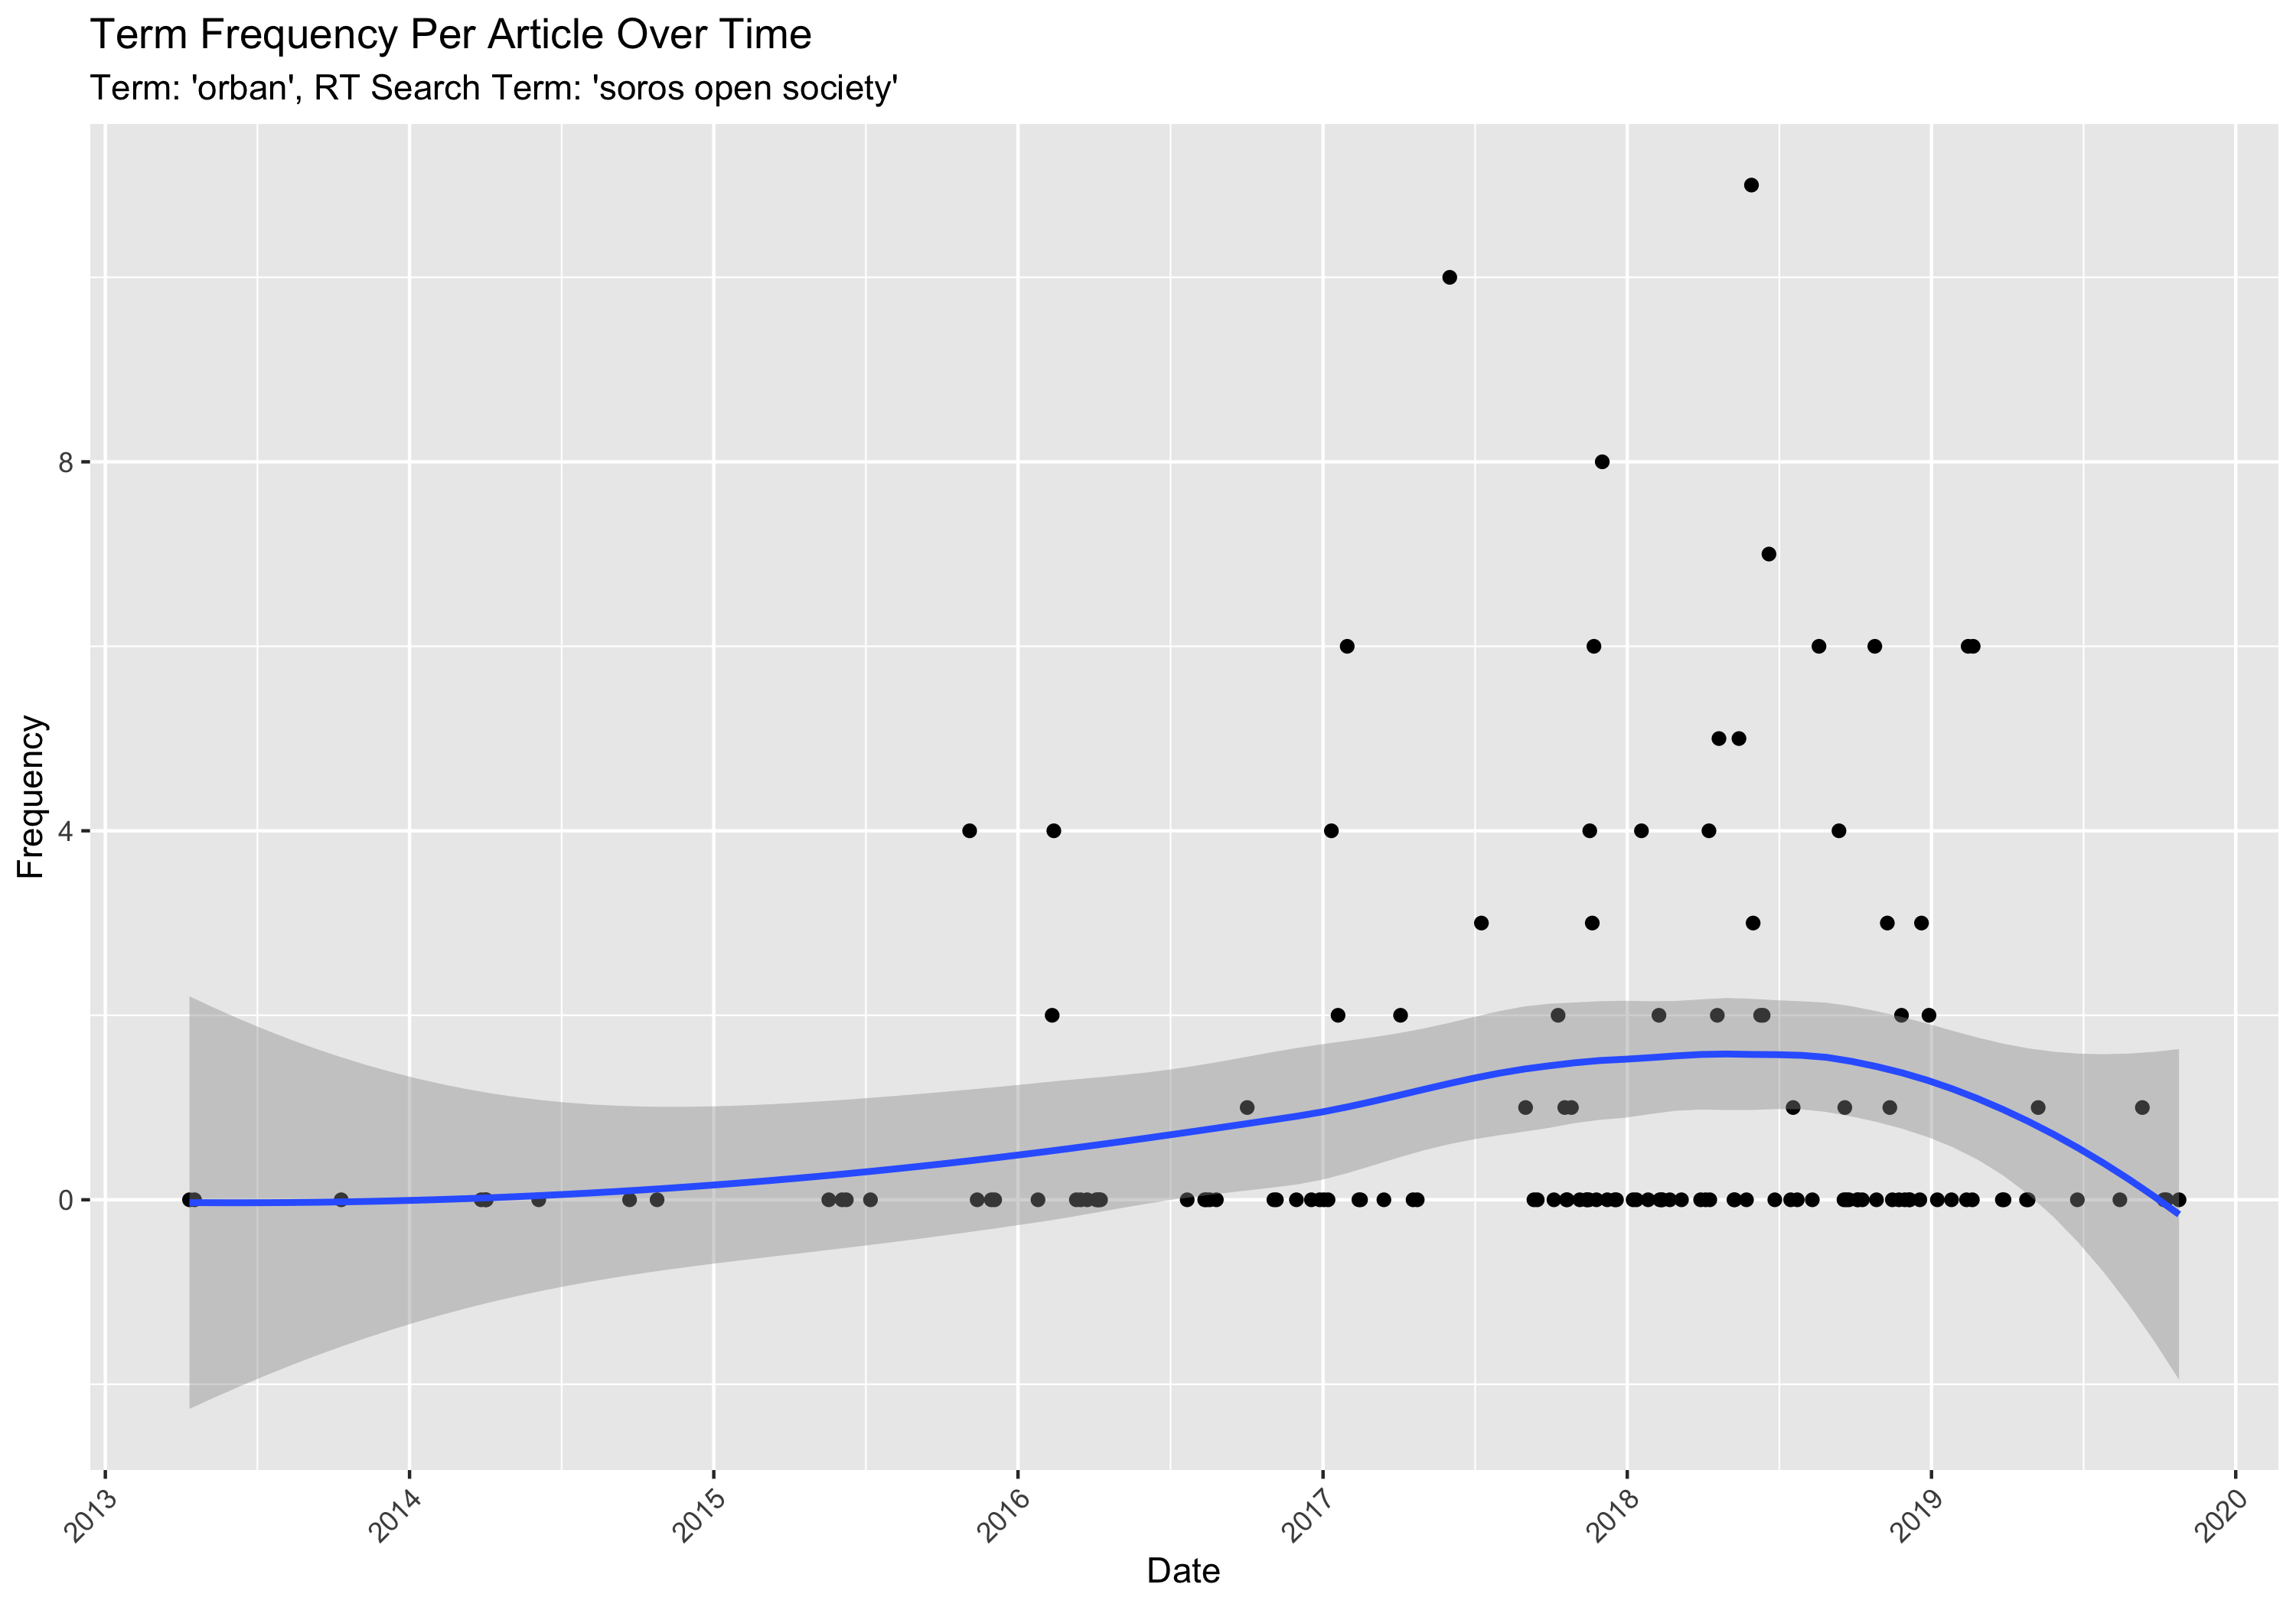 Term Frequency Per Article Over Time
Term: 'orban', RT Search Term: 'soros open society'
Frequency
8
4
0
2013
2014
2015
2016
2017
2018
2019
2020
Date